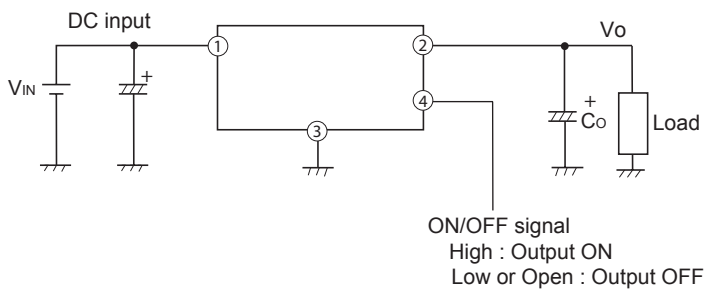 DC input
Vo
1
2
VIN
+
4
+
Co
Load
3
ON/OFF signal
High : Output ON
Low or Open : Output OFF